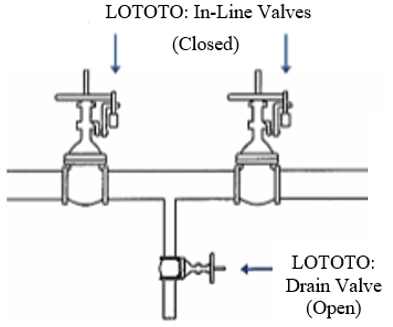 LOTOTO: In-Line Valves
(Closed)
LOTOTO:
Drain Valve
(Open)